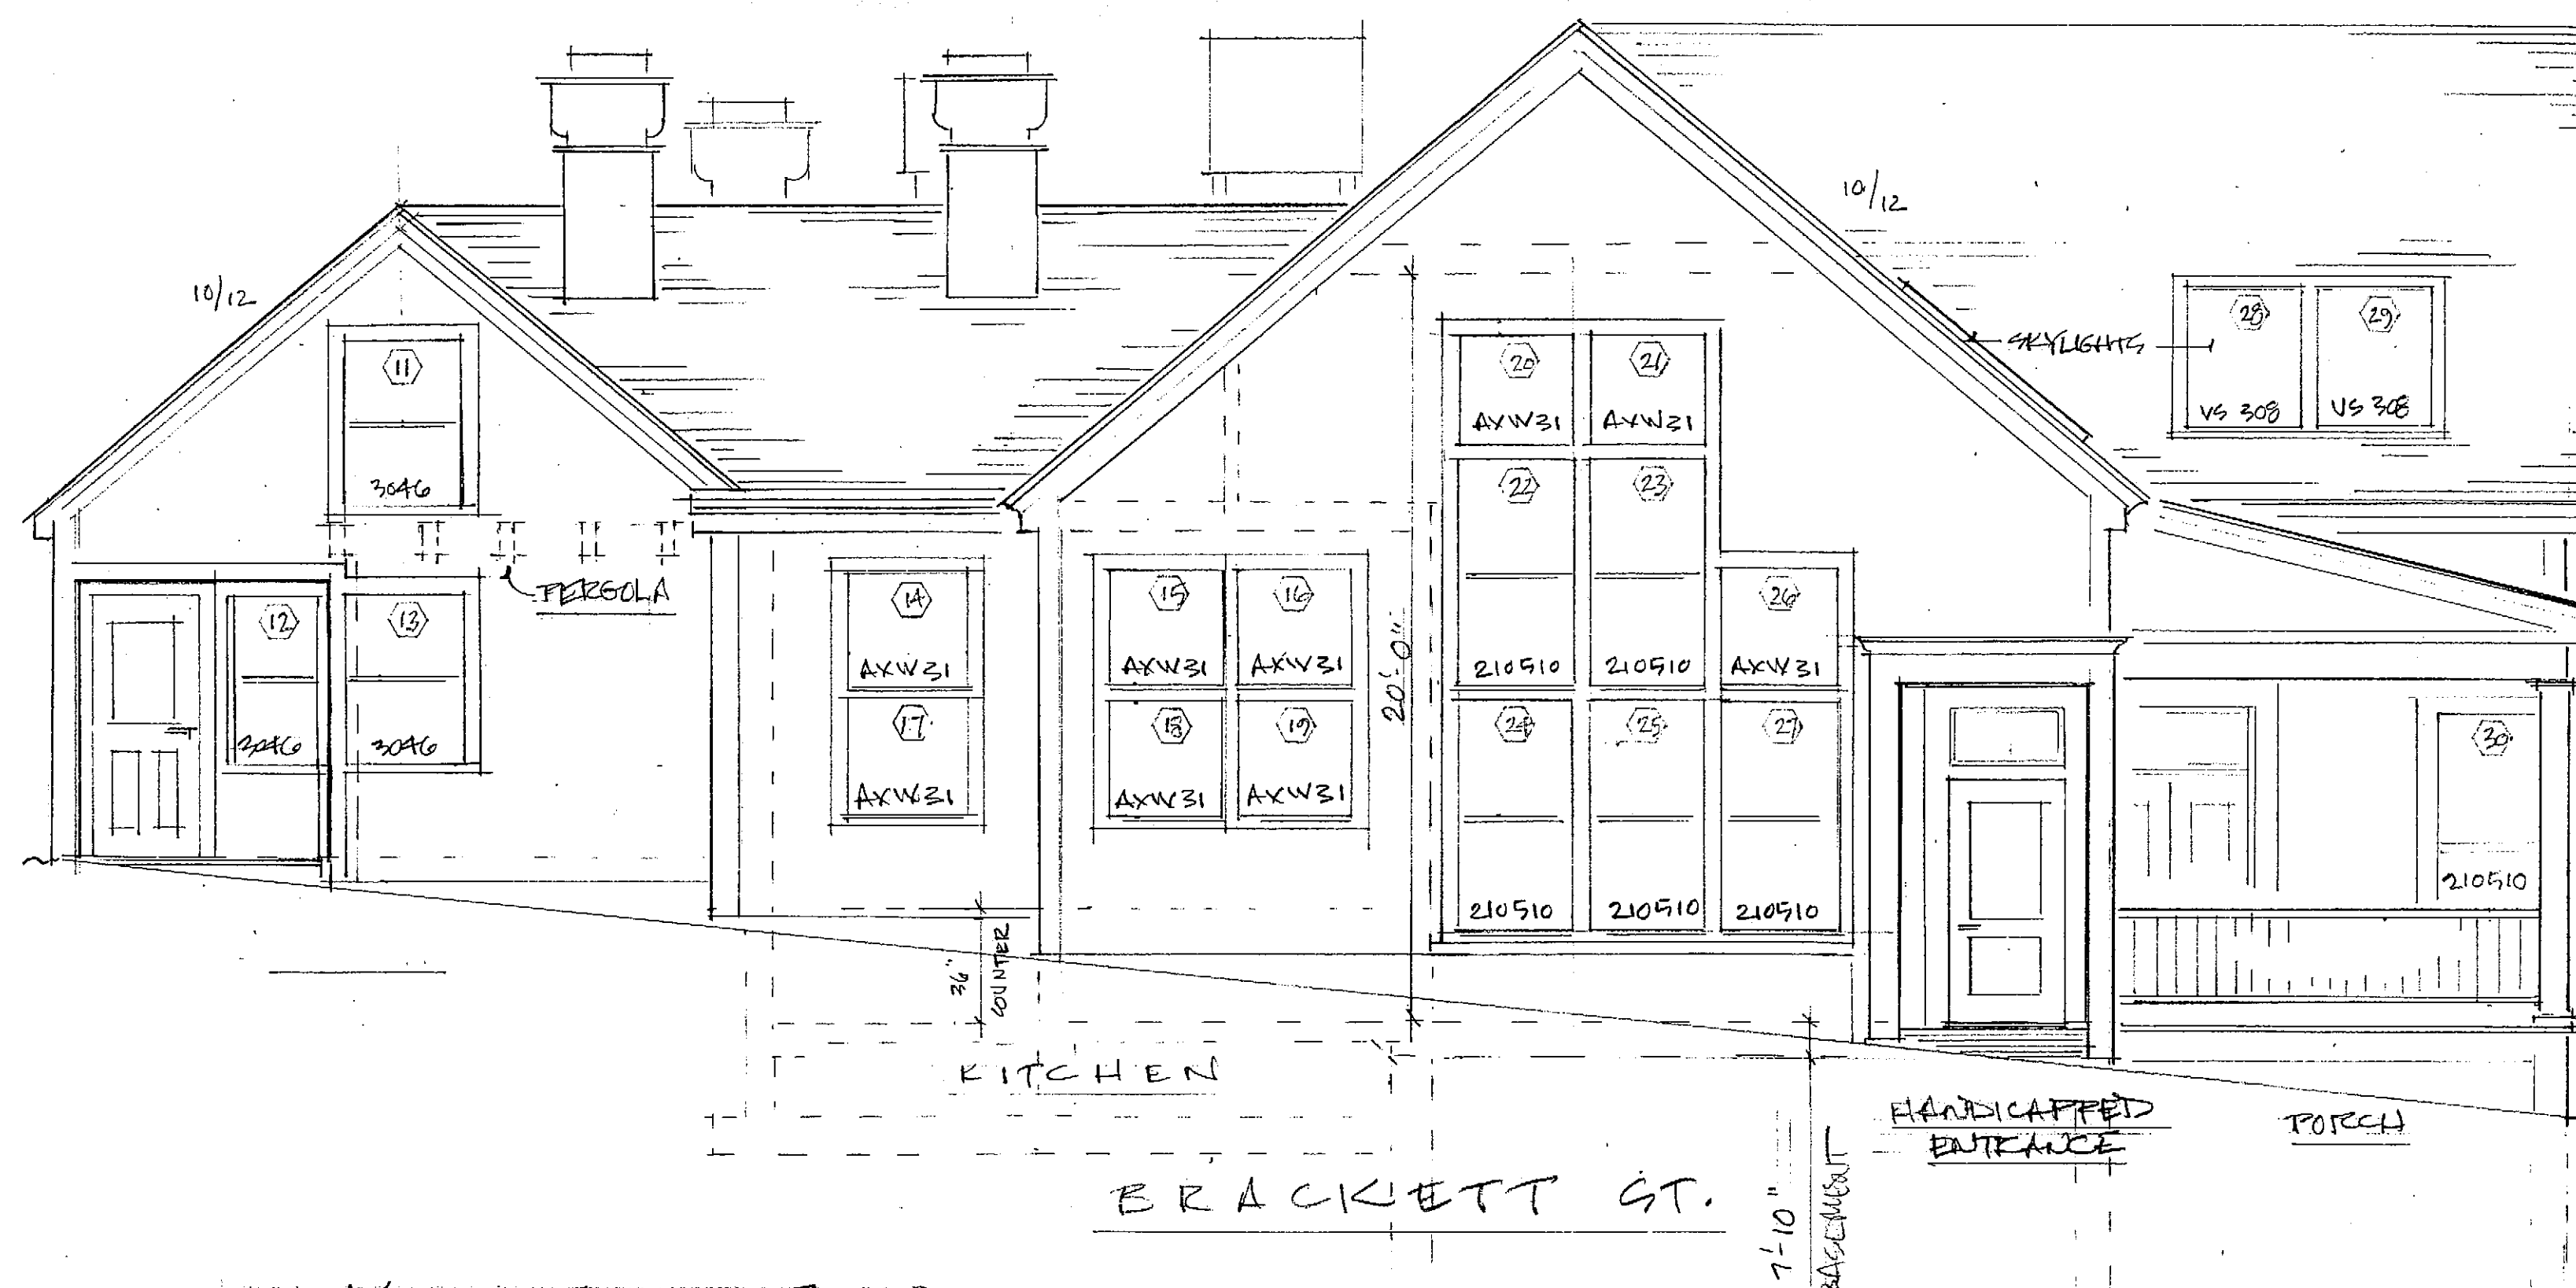 10/12
10/12
SKYLIGHTS
28
29
VS 308
VS 308
11
3046
20
21
AXW31
AXW31
22
23
210510
210510
PERGOLA
12
13
3046
3046
14
AXW31
17
AXW31
15
16
AXW31
AXW31
18
19
AXW31
AXW31
20'-0"
26
AXW31
24
25
27
210510
210510
210510
30
210510
36"
COUNTER
KITCHEN
HANDICAPPED
ENTRANCE
PORCH
BRACKETT ST.
7'-10"
BASEMENT